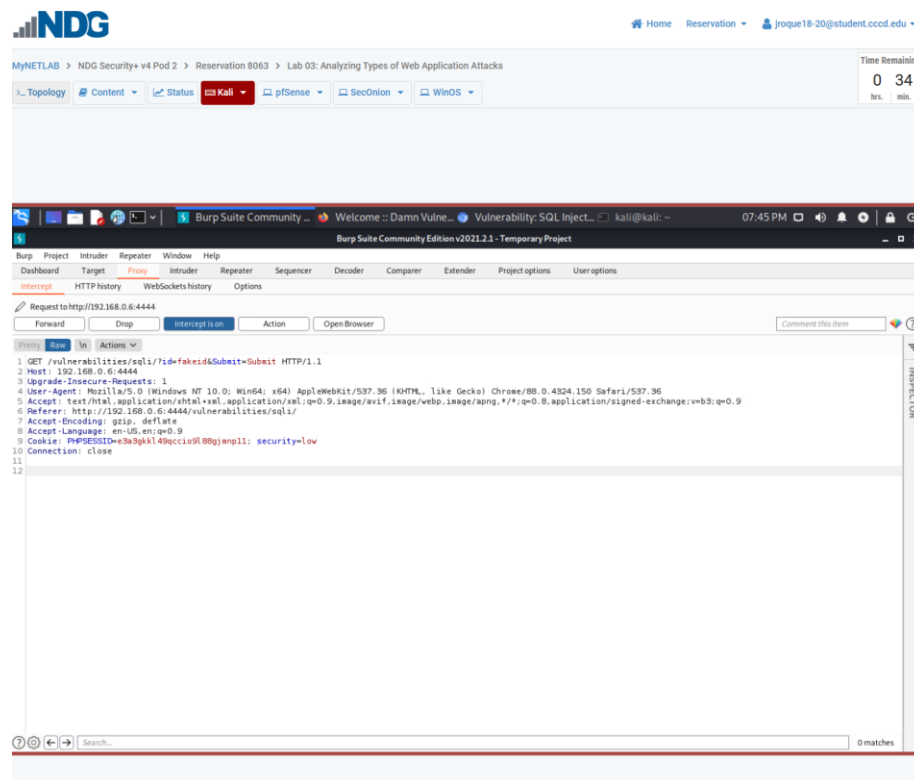 NDG
Home Reservation jroque18-20@student.cccd.edu
MyNETLAB > NDG Security+ v4 Pod 2 > Reservation 8063 > Lab 03: Analyzing Types of Web Application Attacks
Time Remainin
0 34
hrs. min.
>_ Topology Content Status Kali pfSense SecOnion WinOS
Burp Suite Community ... Welcome :: Damn Vulne... Vulnerability: SQL Inject... kali@kali: ~ 07:45 PM
Burp Suite Community Edition v2021.2.1 - Temporary Project
Burp Project Intruder Repeater Window Help
Dashboard Target Proxy Intruder Repeater Sequencer Decoder Comparer Extender Project options User options
Intercept HTTP history WebSockets history Options
Request to http://192.168.0.6:4444
Forward Drop Intercept is on Action Open Browser Comment this item
Pretty Raw \n Actions
1 GET /vulnerabilities/sqli/?id=fakeid&Submit=Submit HTTP/1.1
2 Host: 192.168.0.6:4444
3 Upgrade-Insecure-Requests: 1
4 User-Agent: Mozilla/5.0 (Windows NT 10.0; Win64; x64) AppleWebKit/537.36 (KHTML, like Gecko) Chrome/88.0.4324.150 Safari/537.36
5 Accept: text/html,application/xhtml+xml,application/xml;q=0.9,image/avif,image/webp,image/apng,*/*;q=0.8,application/signed-exchange;v=b3;q=0.9
6 Referer: http://192.168.0.6:4444/vulnerabilities/sqli/
7 Accept-Encoding: gzip, deflate
8 Accept-Language: en-US,en;q=0.9
9 Cookie: PHPSESSID=e3a3gkkl49qccio9l88gjmnp11; security=low
10 Connection: close
11
12
INSPECTOR
Search... 0 matches